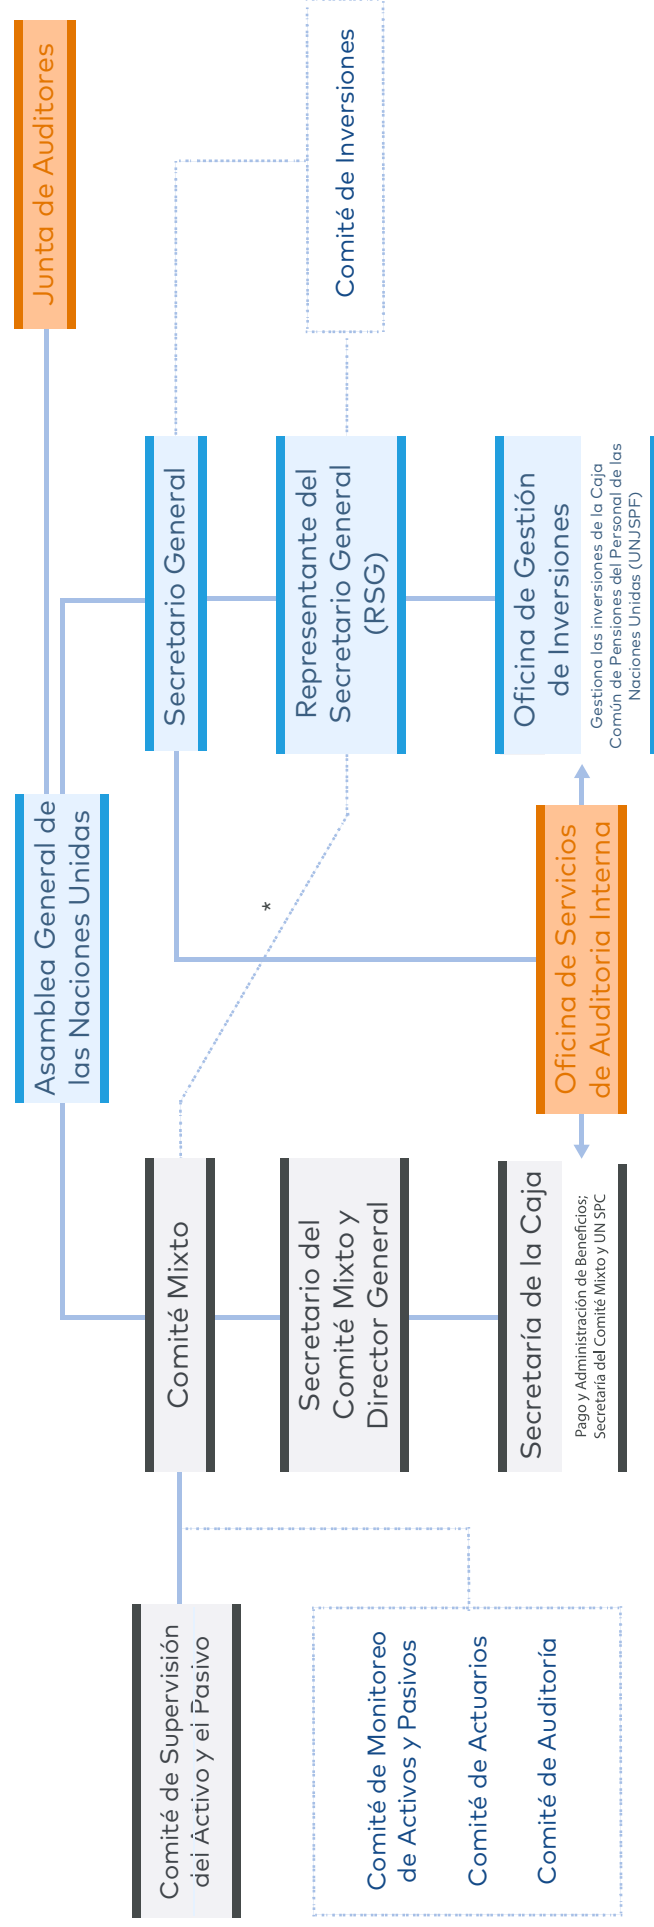 Junta de Auditores
Asamblea General de
las Naciones Unidas
Comité de Supervisión
del Activo y el Pasivo
Comité Mixto
Secretario General
*
Secretario del
Comité Mixto y
Director General
Representante del
Secretario General
(RSG)
Comité de Inversiones
Comité de Monitoreo
de Activos y Pasivos
Comité de Actuarios
Comité de Auditoría
Secretaría de la Caja
Pago y Administración de Beneficios;
Secretaría del Comité Mixto y UN SPC
Oficina de Servicios
de Auditoria Interna
Oficina de Gestión
de Inversiones
Gestiona las inversiones de la Caja
Común de Pensiones del Personal de las
Naciones Unidas (UNJSPF)